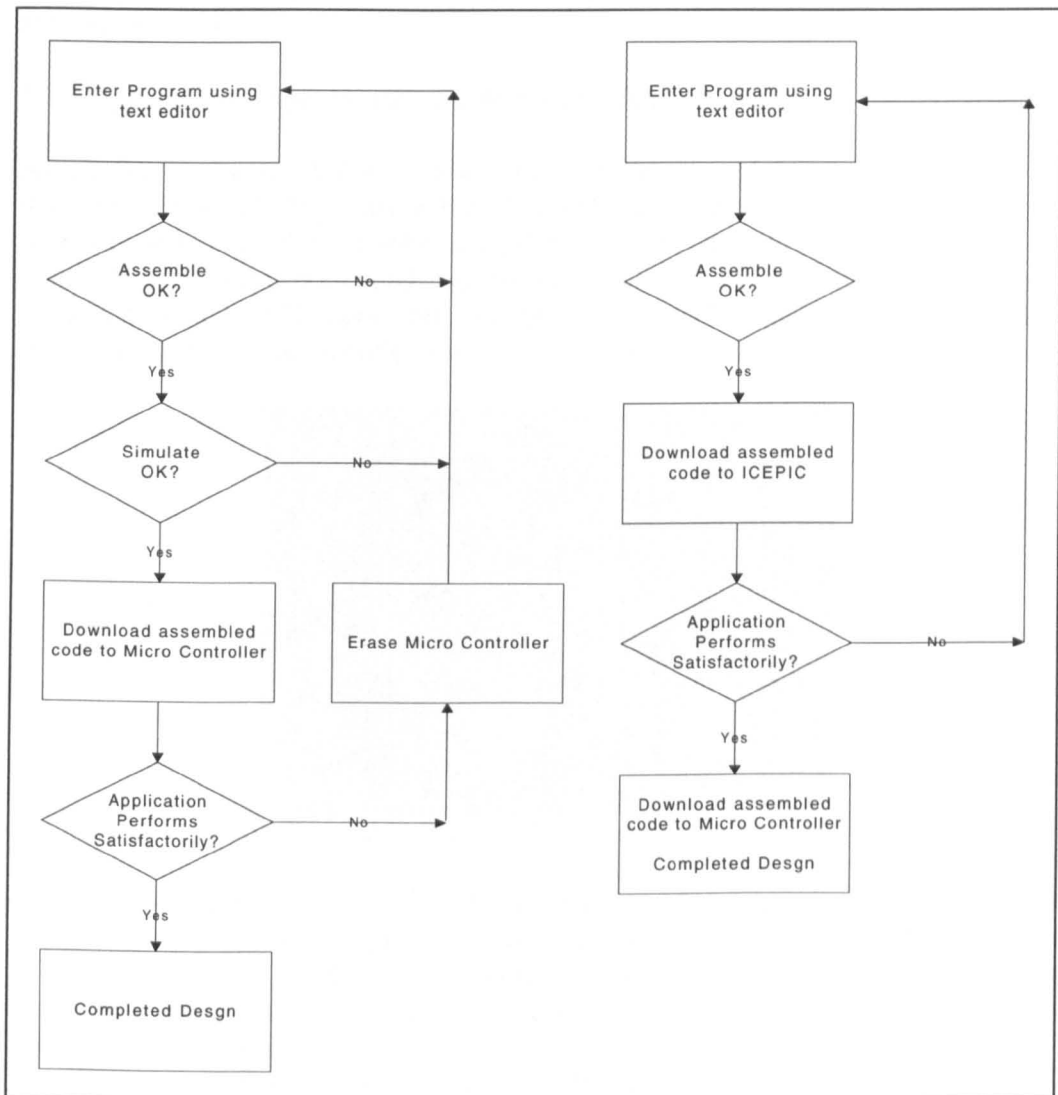 Enter Program using
text editor
Assemble
OK?
No
Yes
Simulate
OK?
No
Yes
Download assembled
code to Micro Controller
Erase Micro Controller
Application
Performs
Satisfactorily?
No
Yes
Completed Desgn
Enter Program using
text editor
Assemble
OK?
Yes
Download assembled
code to ICEPIC
Application
Performs
Satisfactorily?
No
Yes
Download assembled
code to Micro Controller
Completed Desgn